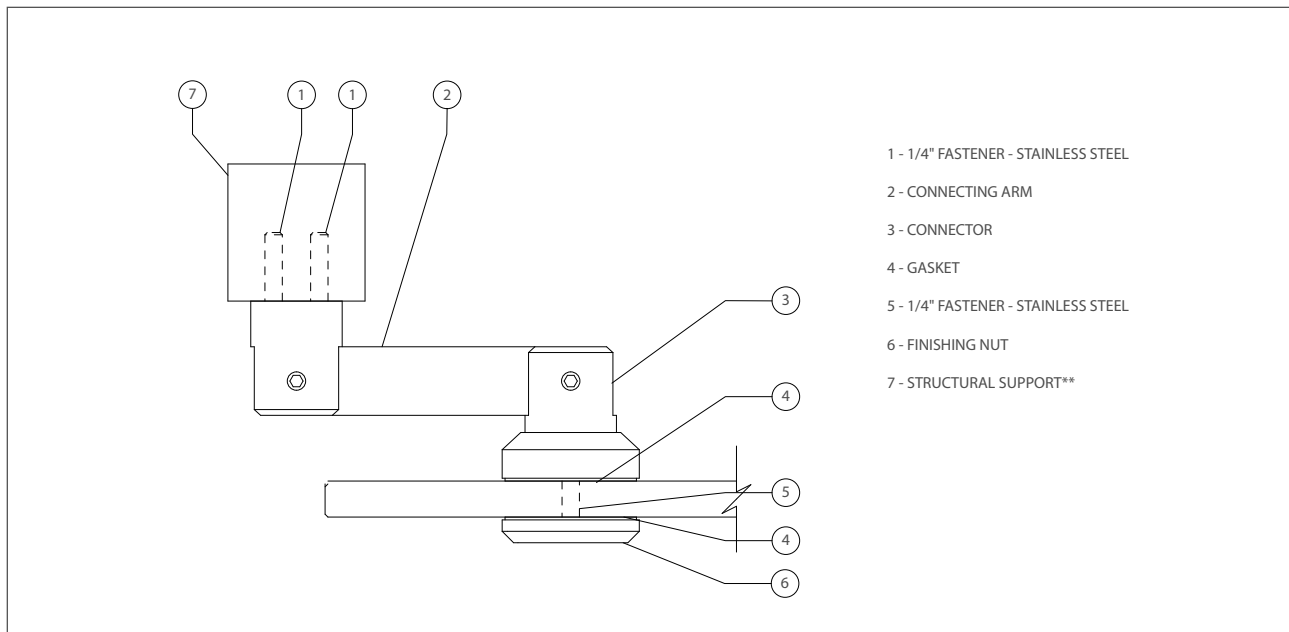 7
1
1
2
3
4
5
4
6
1 - 1/4" FASTENER - STAINLESS STEEL
2 - CONNECTING ARM
3 - CONNECTOR
4 - GASKET
5 - 1/4" FASTENER - STAINLESS STEEL
6 - FINISHING NUT
7 - STRUCTURAL SUPPORT**